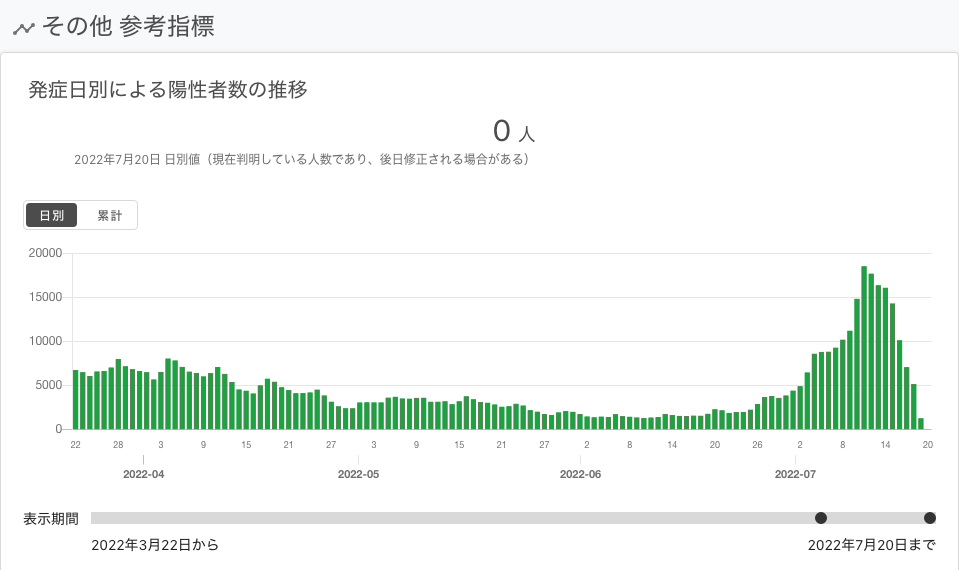 その他 参考指標
発症日別による陽性者数の推移
0 人
2022年7月20日 日別値（現在判明している人数であり、後日修正される場合がある）
日別 累計
20000
15000
10000
5000
0
22 28 3 9 15 21 27 3 9 15 21 27 2 8 14 20 26 2 8 14 20
2022-04 2022-05 2022-06 2022-07
表示期間
2022年3月22日から 2022年7月20日まで